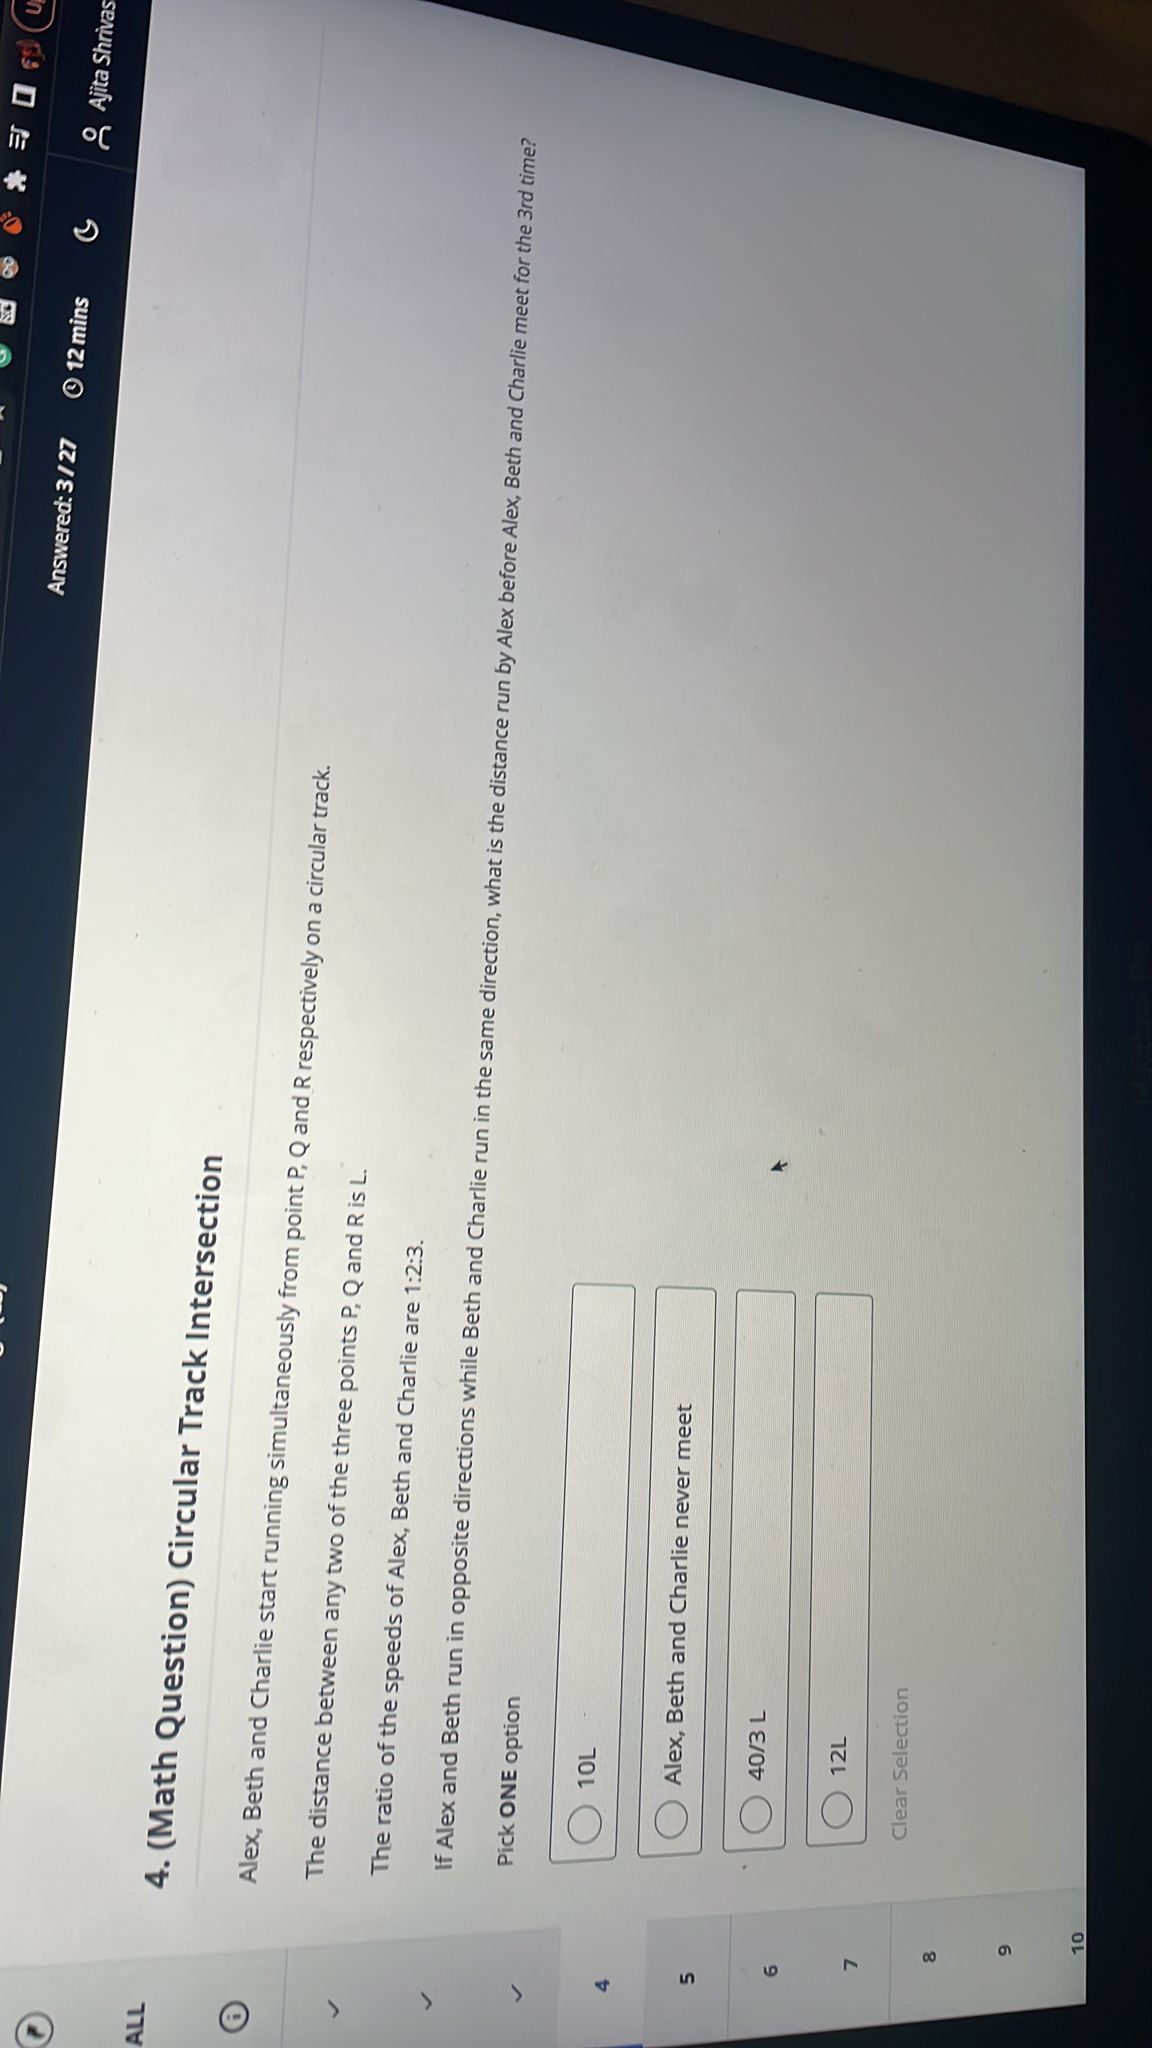 Answered: 3 / 27
12 mins
Ajita Shrivas
ALL
4. (Math Question) Circular Track Intersection
Alex, Beth and Charlie start running simultaneously from point P, Q and R respectively on a circular track.
The distance between any two of the three points P, Q and R is L.
The ratio of the speeds of Alex, Beth and Charlie are 1:2:3.
If Alex and Beth run in opposite directions while Beth and Charlie run in the same direction, what is the distance run by Alex before Alex, Beth and Charlie meet for the 3rd time?
Pick ONE option
10L
Alex, Beth and Charlie never meet
40/3 L
12L
Clear Selection
4
5
6
7
8
9
10